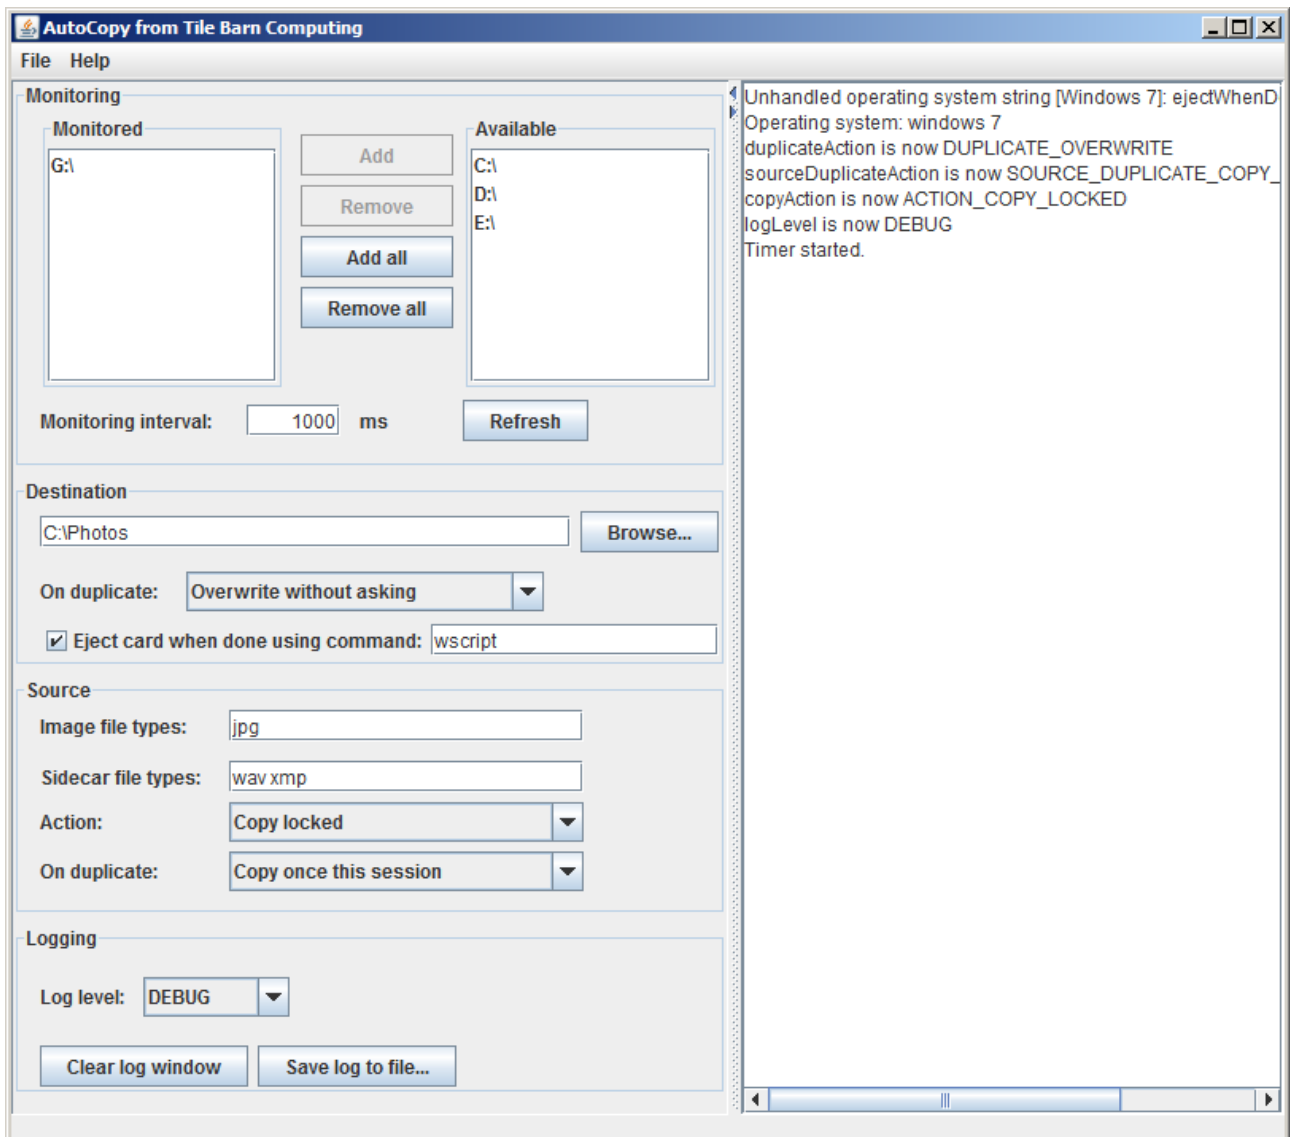 AutoCopy from Tile Barn Computing
File Help
Monitoring
Monitored
G:\
Add
Remove
Add all
Remove all
Available
C:\
D:\
E:\
Monitoring interval: 1000 ms Refresh
Destination
C:\Photos Browse...
On duplicate: Overwrite without asking
Eject card when done using command: wscript
Source
Image file types: jpg
Sidecar file types: wav xmp
Action: Copy locked
On duplicate: Copy once this session
Logging
Log level: DEBUG
Clear log window Save log to file...
Unhandled operating system string [Windows 7]: ejectWhenD
Operating system: windows 7
duplicateAction is now DUPLICATE_OVERWRITE
sourceDuplicateAction is now SOURCE_DUPLICATE_COPY_
copyAction is now ACTION_COPY_LOCKED
logLevel is now DEBUG
Timer started.